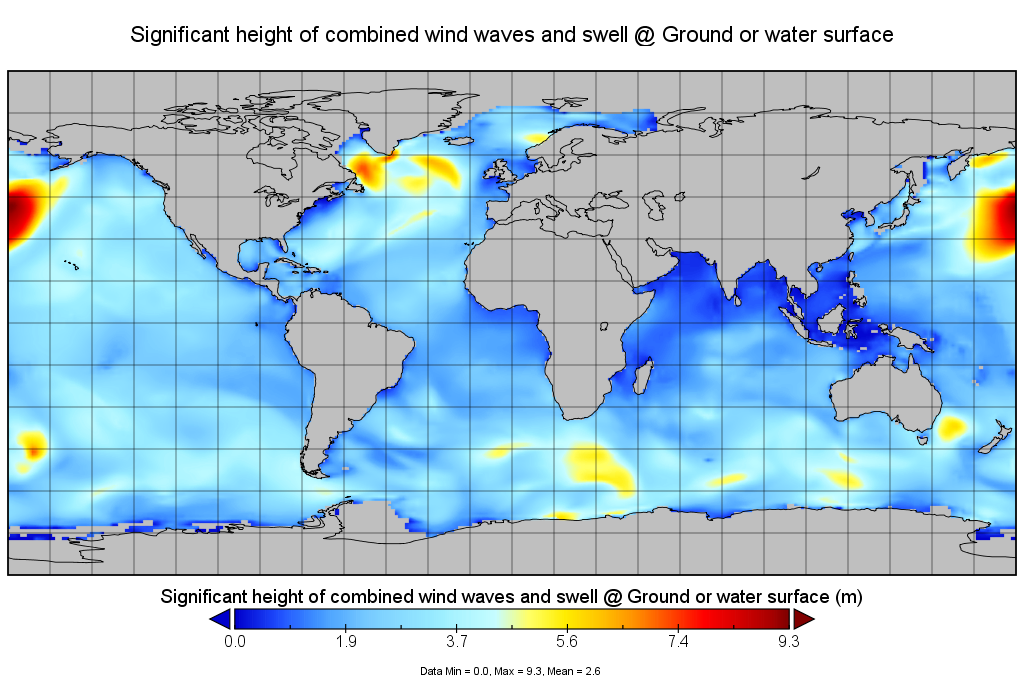 Significant height of combined wind waves and swell @ Ground or water surface
Significant height of combined wind waves and swell @ Ground or water surface (m)
0.0 1.9 3.7 5.6 7.4 9.3
Data Min = 0.0, Max = 9.3, Mean = 2.6